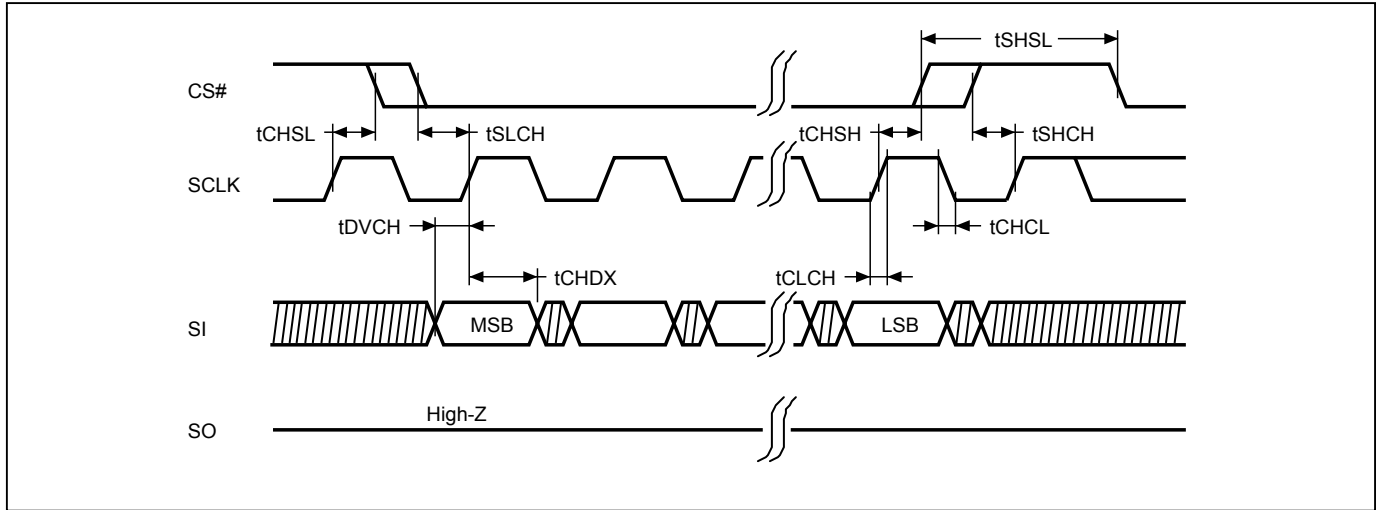 tSHSL
CS#
tCHSL
tSLCH
tCHSH
tSHCH
SCLK
tDVCH
tCHCL
tCHDX
tCLCH
SI
MSB
LSB
High-Z
SO